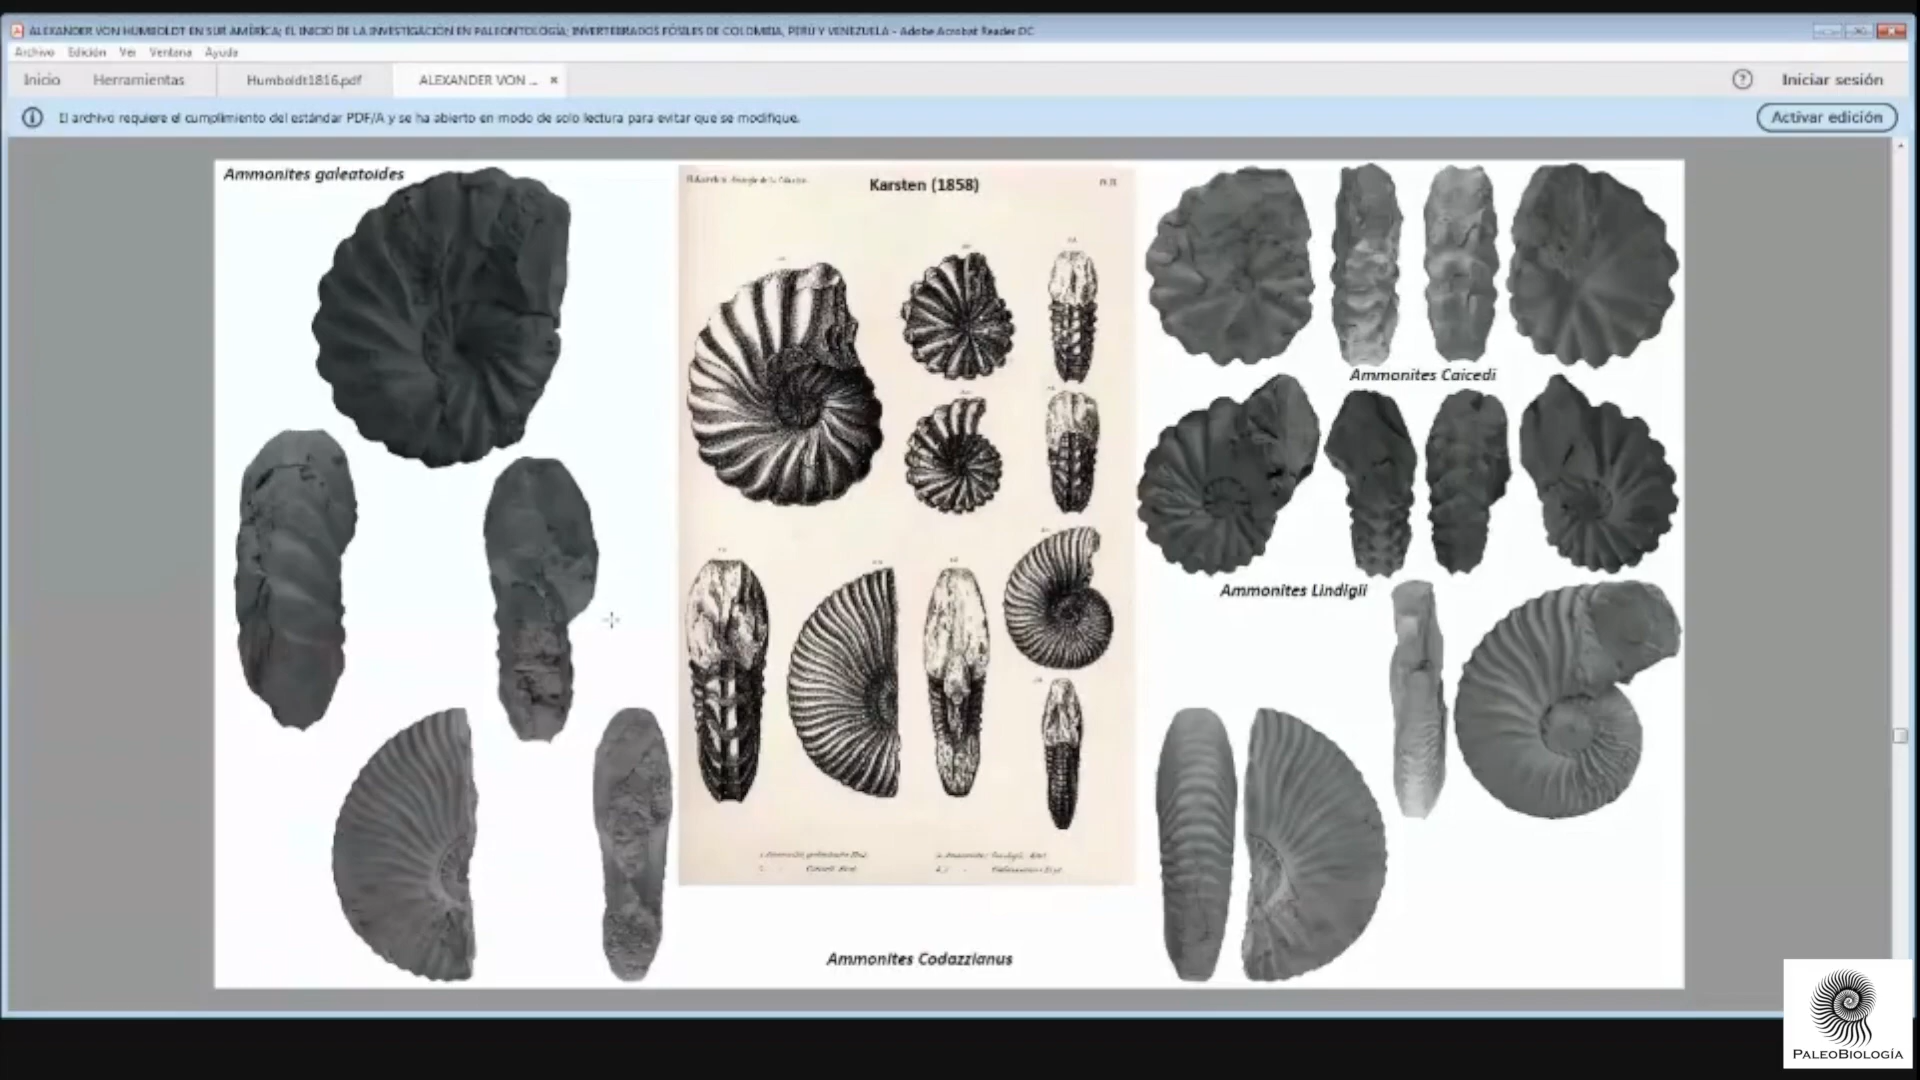 ALEXANDER VON HUMBOLDT EN SUR AMÉRICA; EL INICIO DE LA INVESTIGACIÓN EN PALEONTOLOGÍA; INVERTEBRADOS FÓSILES DE COLOMBIA, PERÚ Y VENEZUELA - Adobe Acrobat Reader DC
Archivo Edición Ver Ventana Ayuda
Inicio Herramientas Humboldt1816.pdf ALEXANDER VON ... × ? Iniciar sesión
El archivo requiere el cumplimiento del estándar PDF/A y se ha abierto en modo de solo lectura para evitar que se modifique. Activar edición
Ammonites galeatoides
Karsten (1858)
Ammonites Caicedi
Ammonites Lindigii
Ammonites Codazzianus
PALEOBIOLOGÍA